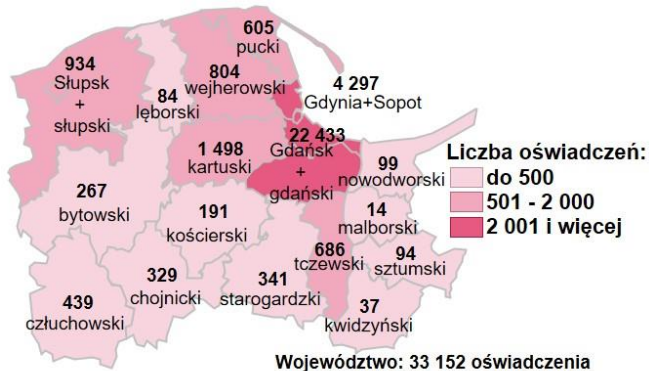 605
pucki
934
Słupsk
+
słupski
84
lęborski
804
wejherowski
4 297
Gdynia+Sopot
1 498
kartuski
22 433
Gdańsk
+
gdański
99
nowodworski
Liczba oświadczeń:
do 500
501 - 2 000
2 001 i więcej
267
bytowski
191
kościerski
14
malborski
686
tczewski
94
sztumski
439
człuchowski
329
chojnicki
341
starogardzki
37
kwidzyński
Województwo: 33 152 oświadczenia